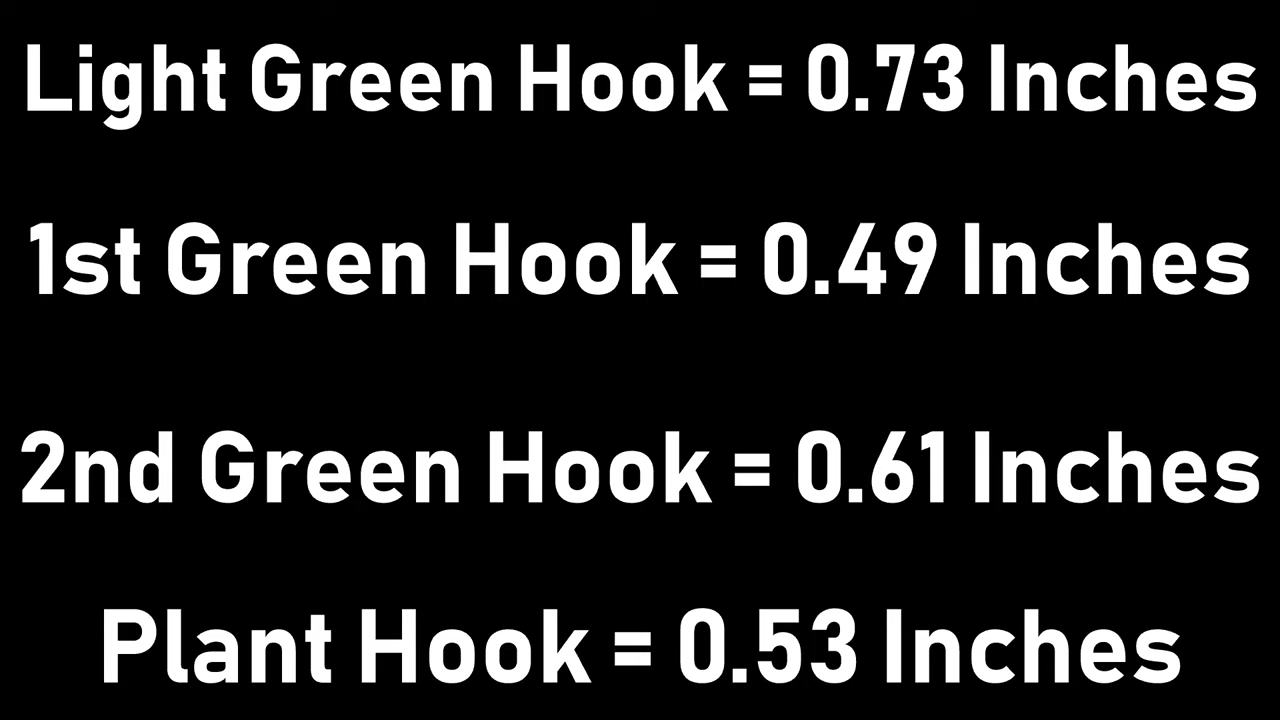 Light Green Hook = 0.73 Inches
1st Green Hook = 0.49 Inches
2nd Green Hook = 0.61 Inches
Plant Hook = 0.53 Inches